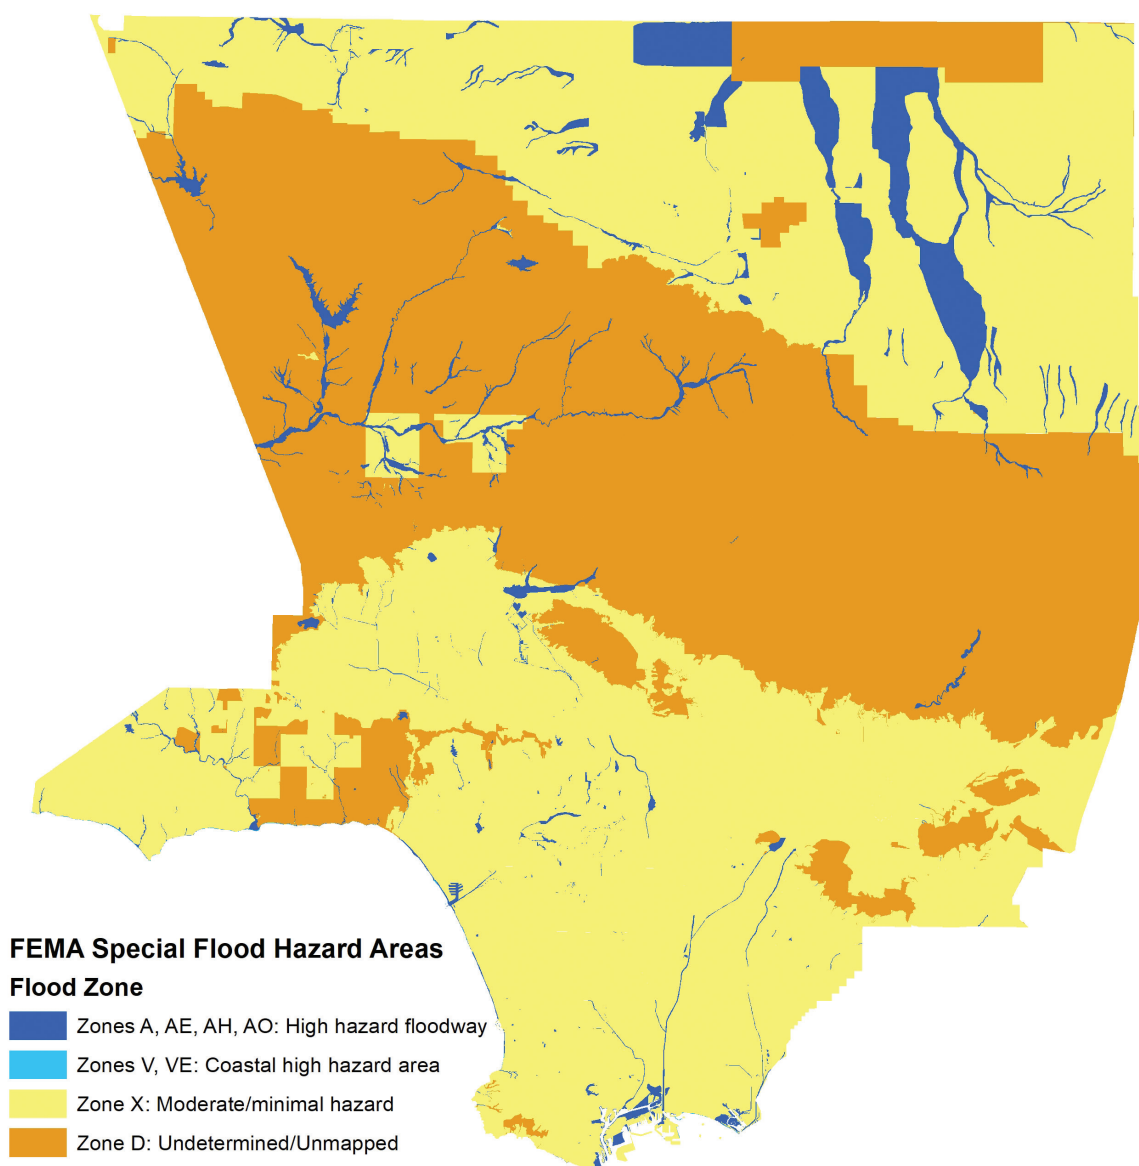 FEMA Special Flood Hazard Areas
Flood Zone
Zones A, AE, AH, AO: High hazard floodway
Zones V, VE: Coastal high hazard area
Zone X: Moderate/minimal hazard
Zone D: Undetermined/Unmapped